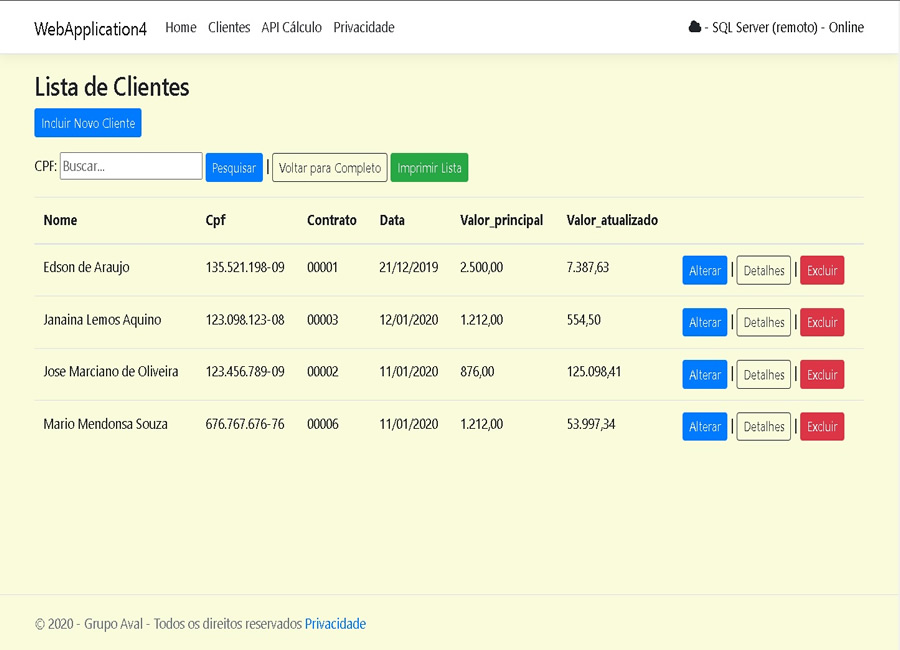 WebApplication4 Home Clientes API Cálculo Privacidade - SQL Server (remoto) - Online
Lista de Clientes
Incluir Novo Cliente
CPF: Buscar... Pesquisar | Voltar para Completo Imprimir Lista
Nome Cpf Contrato Data Valor_principal Valor_atualizado
Edson de Araujo 135.521.198-09 00001 21/12/2019 2.500,00 7.387,63 Alterar | Detalhes | Excluir
Janaina Lemos Aquino 123.098.123-08 00003 12/01/2020 1.212,00 554,50 Alterar | Detalhes | Excluir
Jose Marciano de Oliveira 123.456.789-09 00002 11/01/2020 876,00 125.098,41 Alterar | Detalhes | Excluir
Mario Mendonsa Souza 676.767.676-76 00006 11/01/2020 1.212,00 53.997,34 Alterar | Detalhes | Excluir
© 2020 - Grupo Aval - Todos os direitos reservados Privacidade